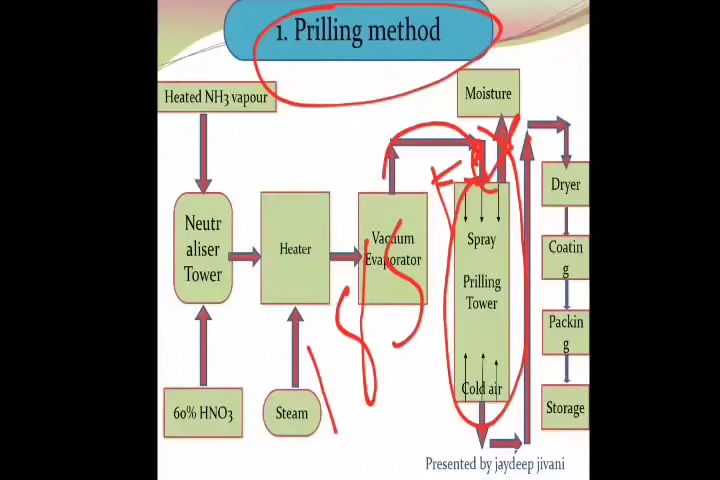 1. Prilling method
Heated NH3 vapour
Moisture
Neutr
aliser
Tower
Heater
Vacuum
Evaporator
Spray
Prilling
Tower
Cold air
Dryer
Coatin
g
Packin
g
Storage
60% HNO3
Steam
185
Presented by jaydeep jivani